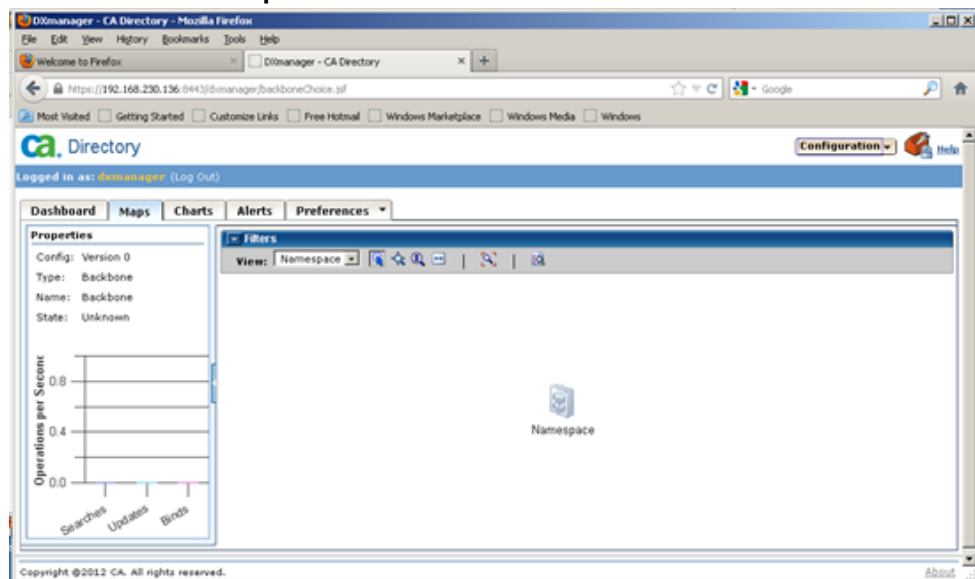 DXmanager - CA Directory - Mozilla Firefox
File Edit View History Bookmarks Tools Help
Welcome to Firefox × DXmanager - CA Directory × +
https://192.168.230.136:8443/dxmanager/backboneChoice.jsf Google
Most Visited Getting Started Customize Links Free Hotmail Windows Marketplace Windows Media Windows
ca. Directory Configuration Help
Logged in as: dxmanager (Log Out)
Dashboard Maps Charts Alerts Preferences
Properties
Filters
View: Namespace
Config: Version 0
Type: Backbone
Name: Backbone
State: Unknown
Operations per Second
0.8
0.4
0.0
Searches Updates Binds
Namespace
Copyright ©2012 CA. All rights reserved. About